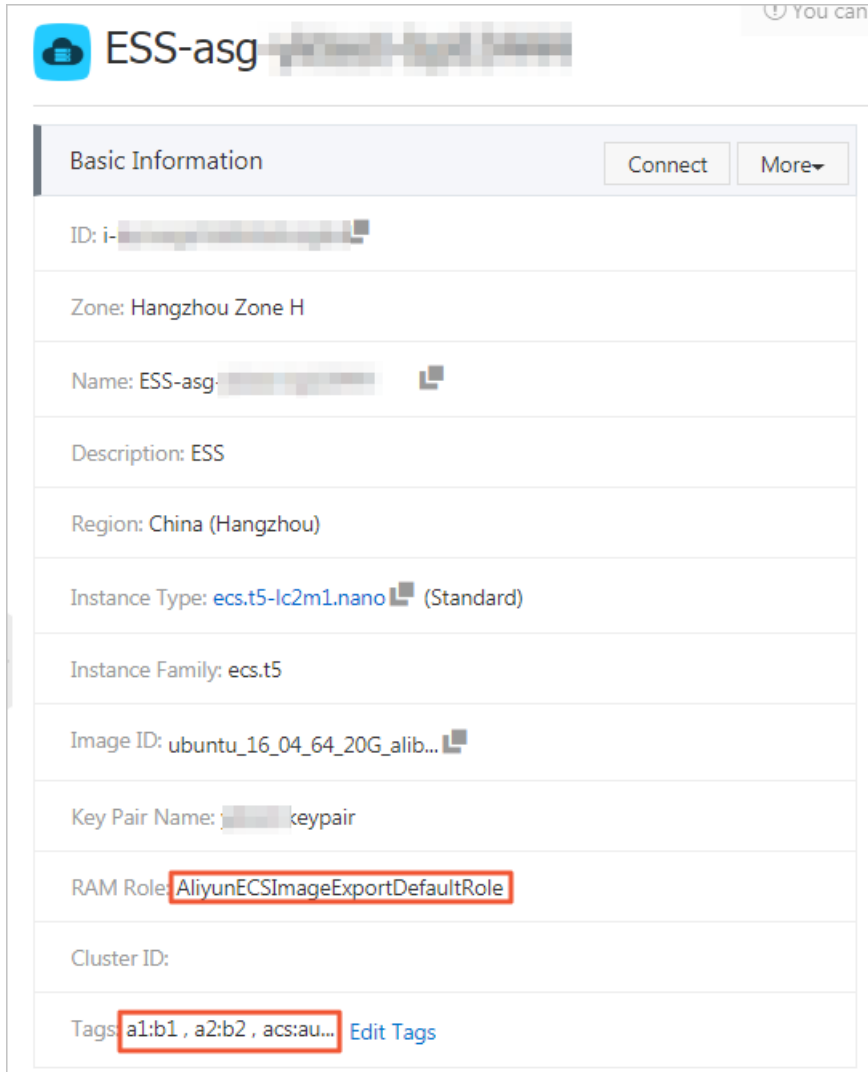 You can
ESS-asg
Basic Information
Connect
More
ID: i-
Zone: Hangzhou Zone H
Name: ESS-asg-
Description: ESS
Region: China (Hangzhou)
Instance Type: ecs.t5-lc2m1.nano (Standard)
Instance Family: ecs.t5
Image ID: ubuntu_16_04_64_20G_alib...
Key Pair Name: keypair
RAM Role: AliyunECSImageExportDefaultRole
Cluster ID:
Tags: a1:b1 , a2:b2 , acs:au... Edit Tags